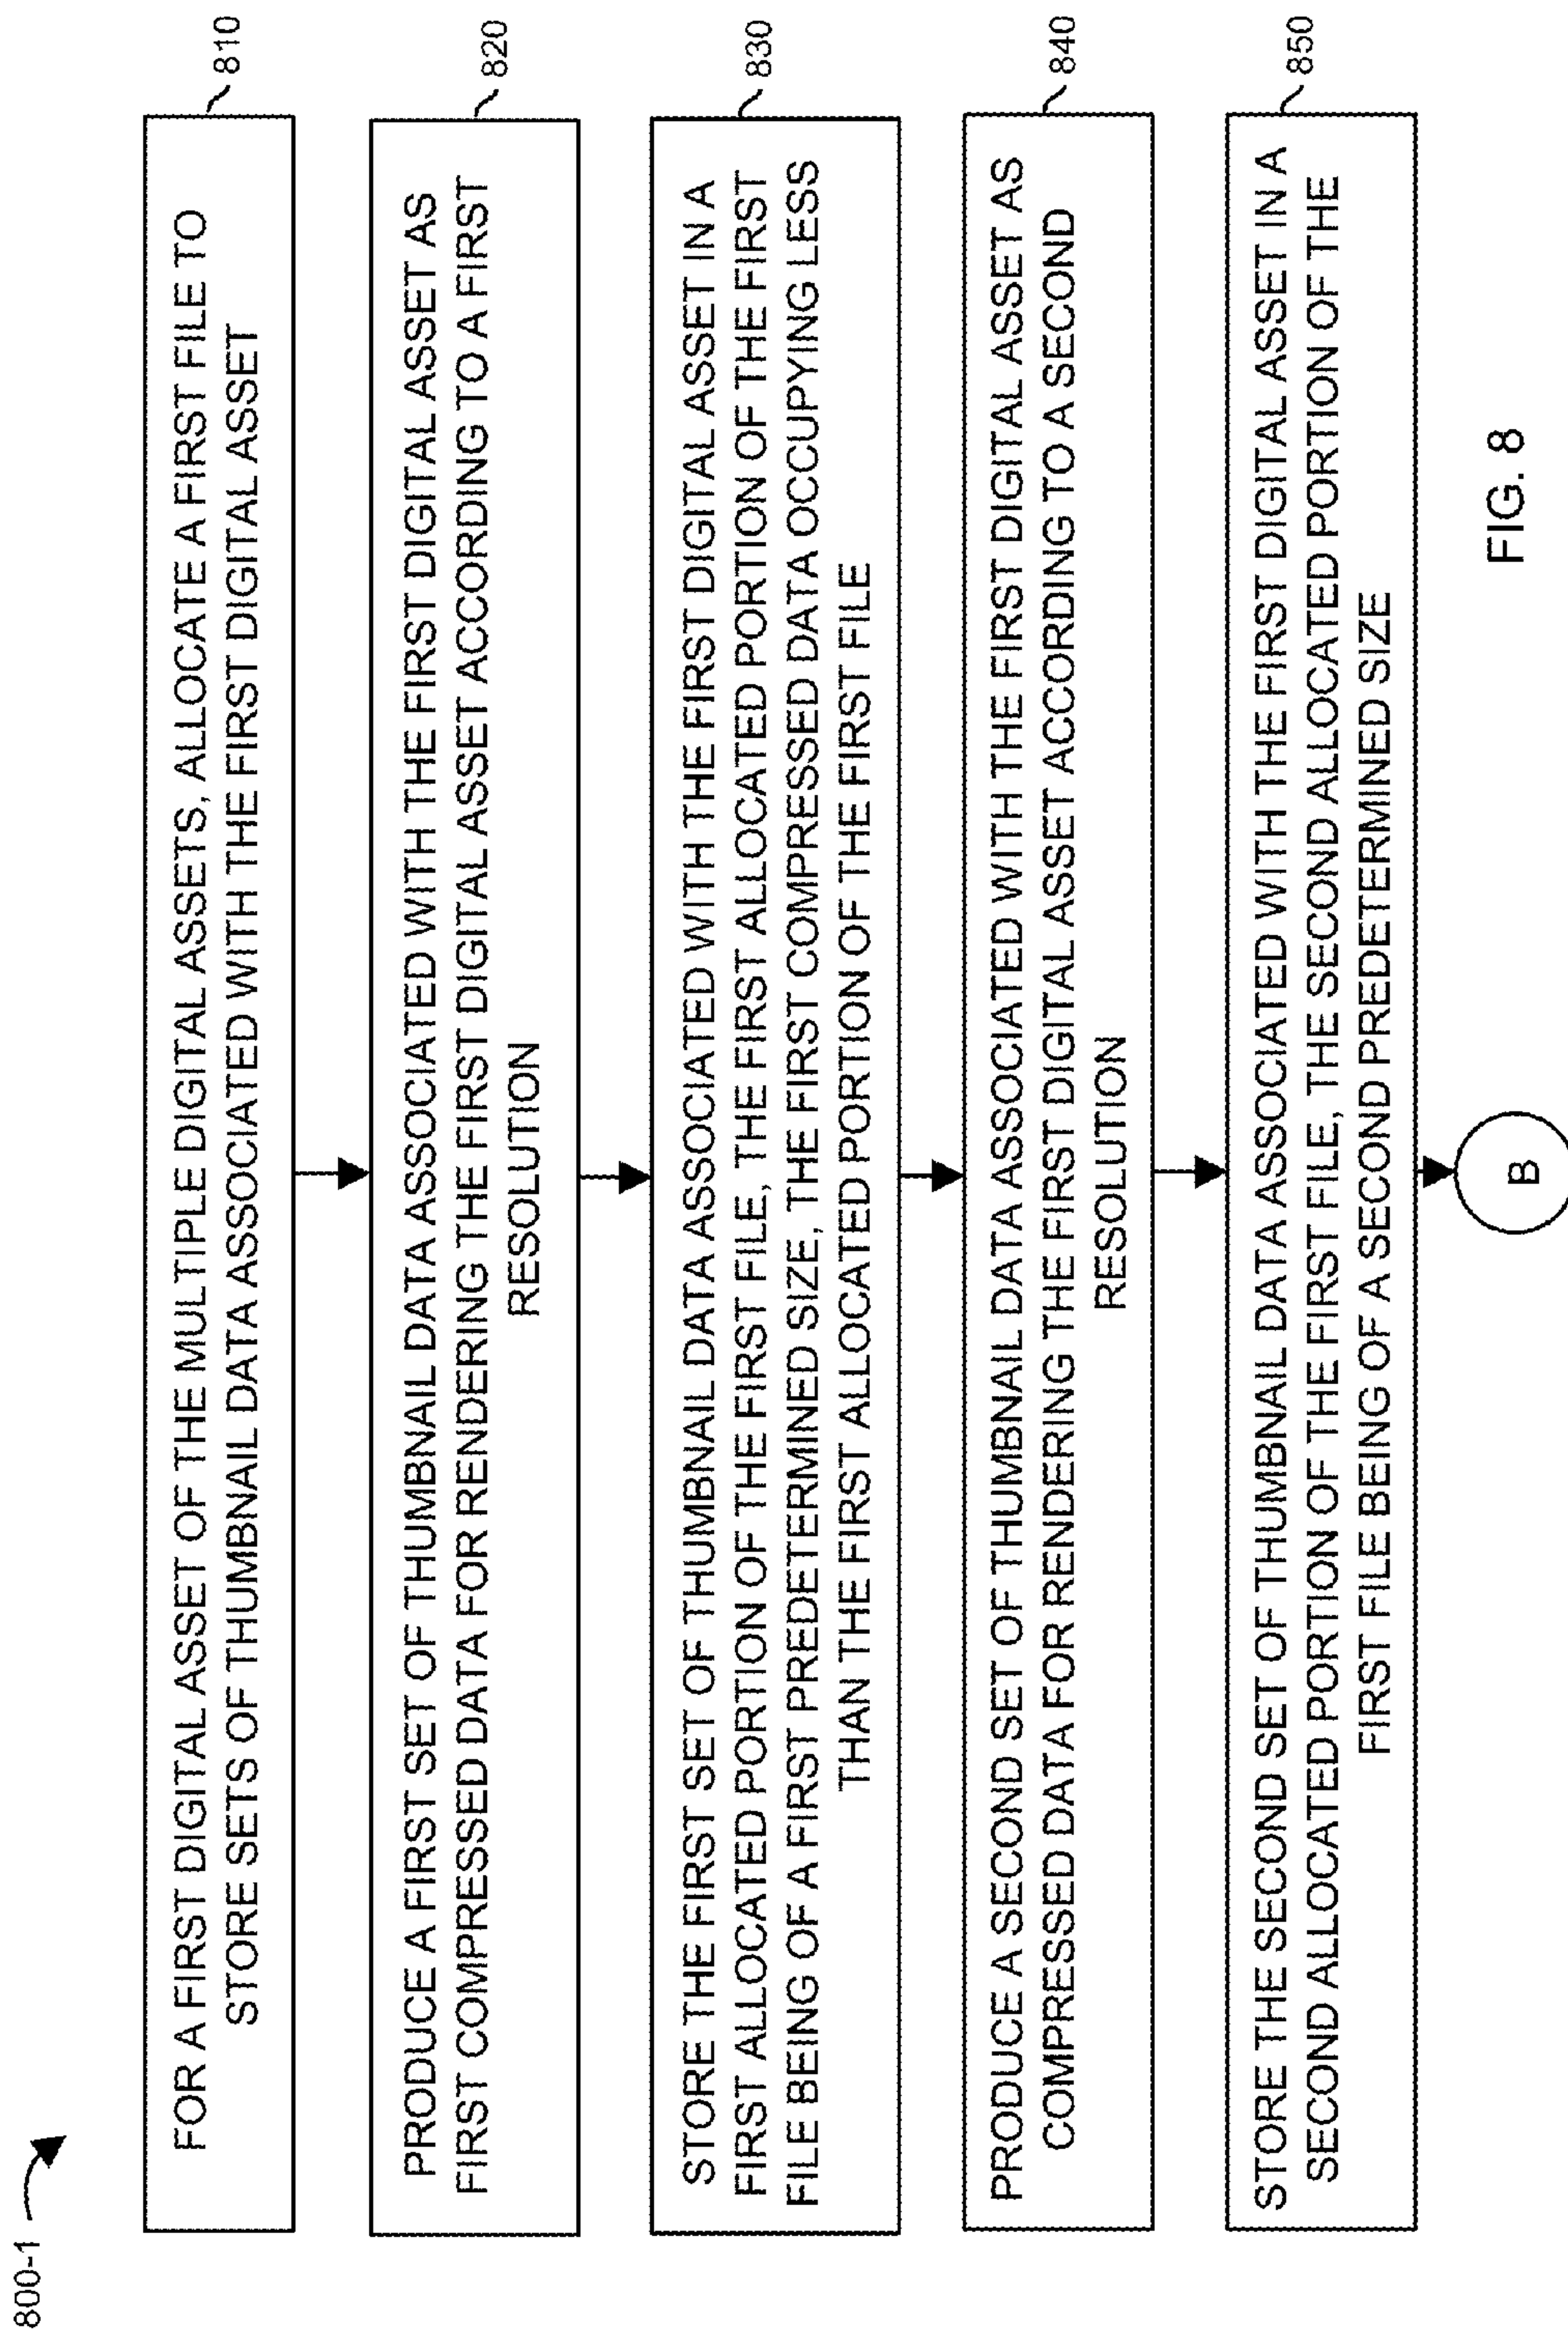 800-1
FOR A FIRST DIGITAL ASSET OF THE MULTIPLE DIGITAL ASSETS, ALLOCATE A FIRST FILE TO
STORE SETS OF THUMBNAIL DATA ASSOCIATED WITH THE FIRST DIGITAL ASSET
810
PRODUCE A FIRST SET OF THUMBNAIL DATA ASSOCIATED WITH THE FIRST DIGITAL ASSET AS
FIRST COMPRESSED DATA FOR RENDERING THE FIRST DIGITAL ASSET ACCORDING TO A FIRST
RESOLUTION
820
STORE THE FIRST SET OF THUMBNAIL DATA ASSOCIATED WITH THE FIRST DIGITAL ASSET IN A
FIRST ALLOCATED PORTION OF THE FIRST FILE, THE FIRST ALLOCATED PORTION OF THE FIRST
FILE BEING OF A FIRST PREDETERMINED SIZE, THE FIRST COMPRESSED DATA OCCUPYING LESS
THAN THE FIRST ALLOCATED PORTION OF THE FIRST FILE
830
PRODUCE A SECOND SET OF THUMBNAIL DATA ASSOCIATED WITH THE FIRST DIGITAL ASSET AS
COMPRESSED DATA FOR RENDERING THE FIRST DIGITAL ASSET ACCORDING TO A SECOND
RESOLUTION
840
STORE THE SECOND SET OF THUMBNAIL DATA ASSOCIATED WITH THE FIRST DIGITAL ASSET IN A
SECOND ALLOCATED PORTION OF THE FIRST FILE, THE SECOND ALLOCATED PORTION OF THE
FIRST FILE BEING OF A SECOND PREDETERMINED SIZE
850
B
FIG. 8